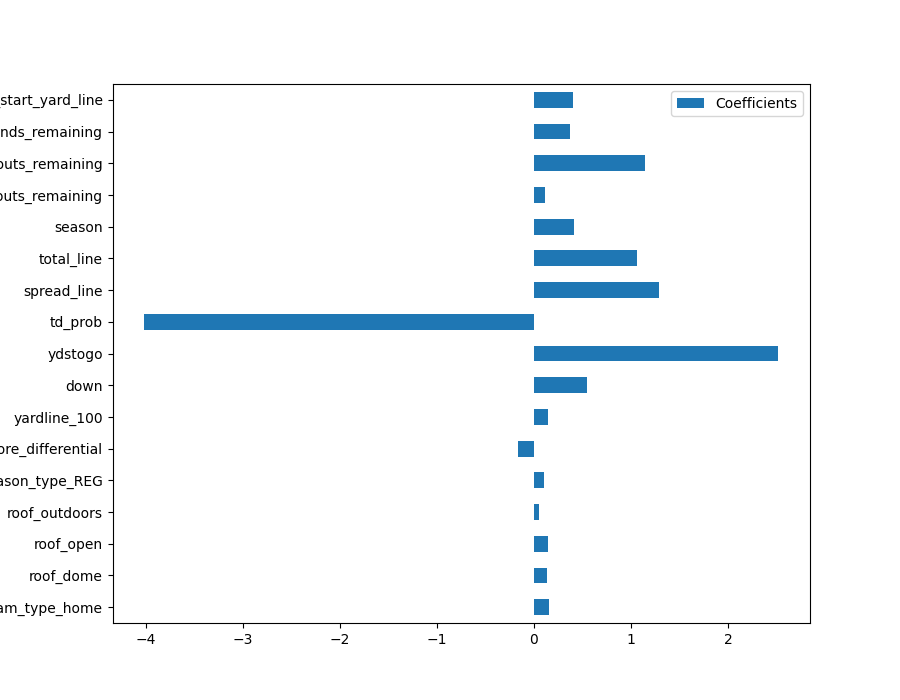 _start_yard_line
nds_remaining
outs_remaining
outs_remaining
season
total_line
spread_line
td_prob
ydstogo
down
yardline_100
ore_differential
ason_type_REG
roof_outdoors
roof_open
roof_dome
am_type_home
Coefficients
−4 −3 −2 −1 0 1 2